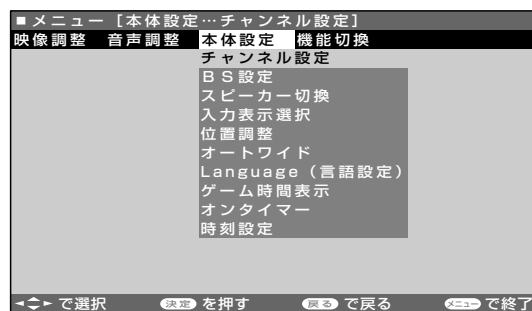 ■メニュー ［本体設定…チャンネル設定］
映像調整 音声調整 本体設定 機能切換
チャンネル設定
ＢＳ設定
スピーカー切換
入力表示選択
位置調整
オートワイド
Language（言語設定）
ゲーム時間表示
オンタイマー
時刻設定
で選択 決定 を押す 戻る で戻る メニュー で終了